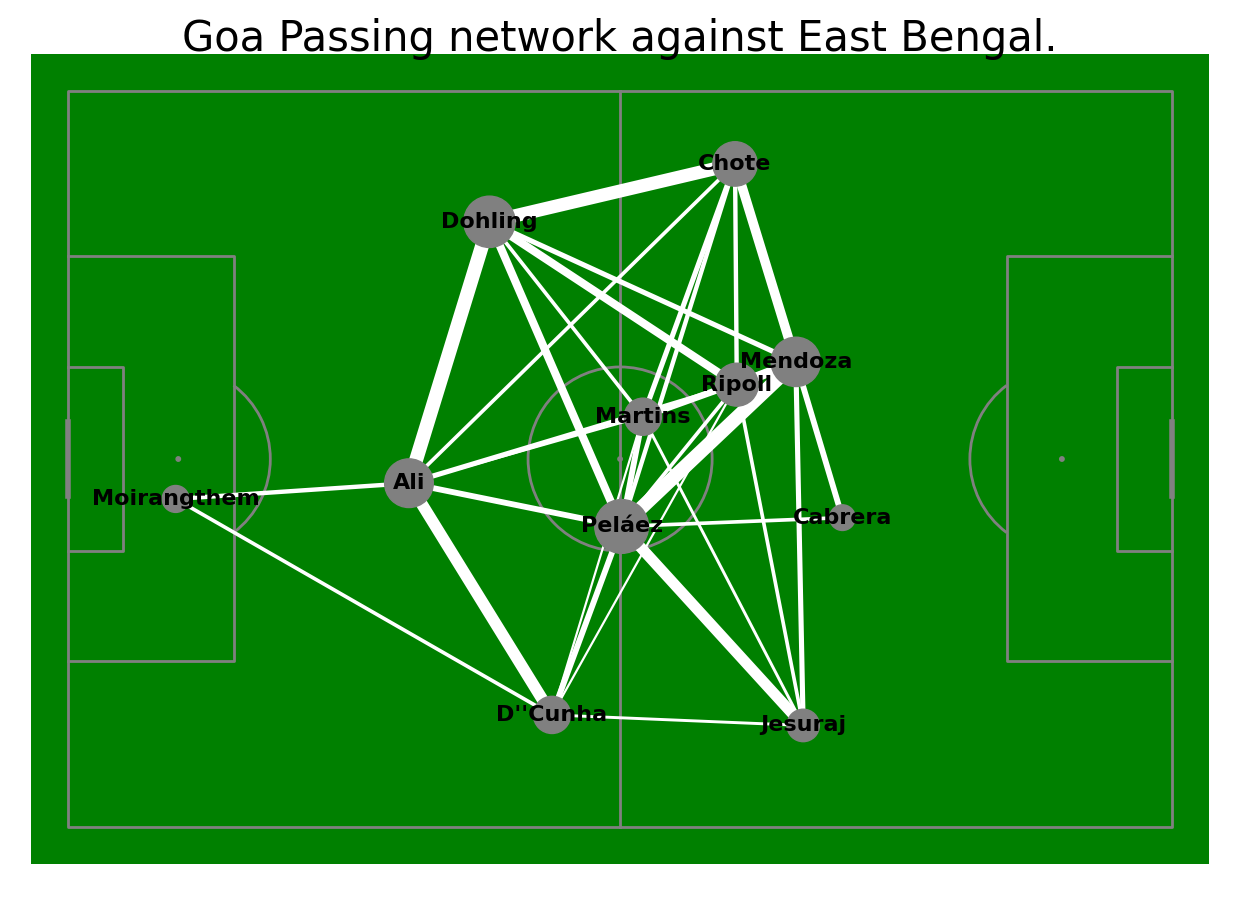 Goa Passing network against East Bengal.
Chote
Dohling
Mendoza
Ripoll
Martins
Ali
Moirangthem
Cabrera
Peláez
D''Cunha
Jesuraj